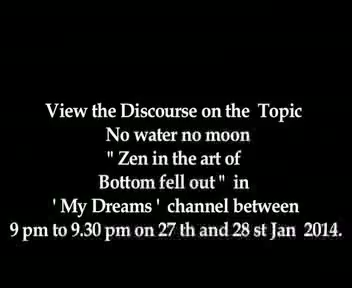 View the Discourse on the Topic
No water no moon
" Zen in the art of
Bottom fell out " in
' My Dreams ' channel between
9 pm to 9.30 pm on 27 th and 28 st Jan 2014.